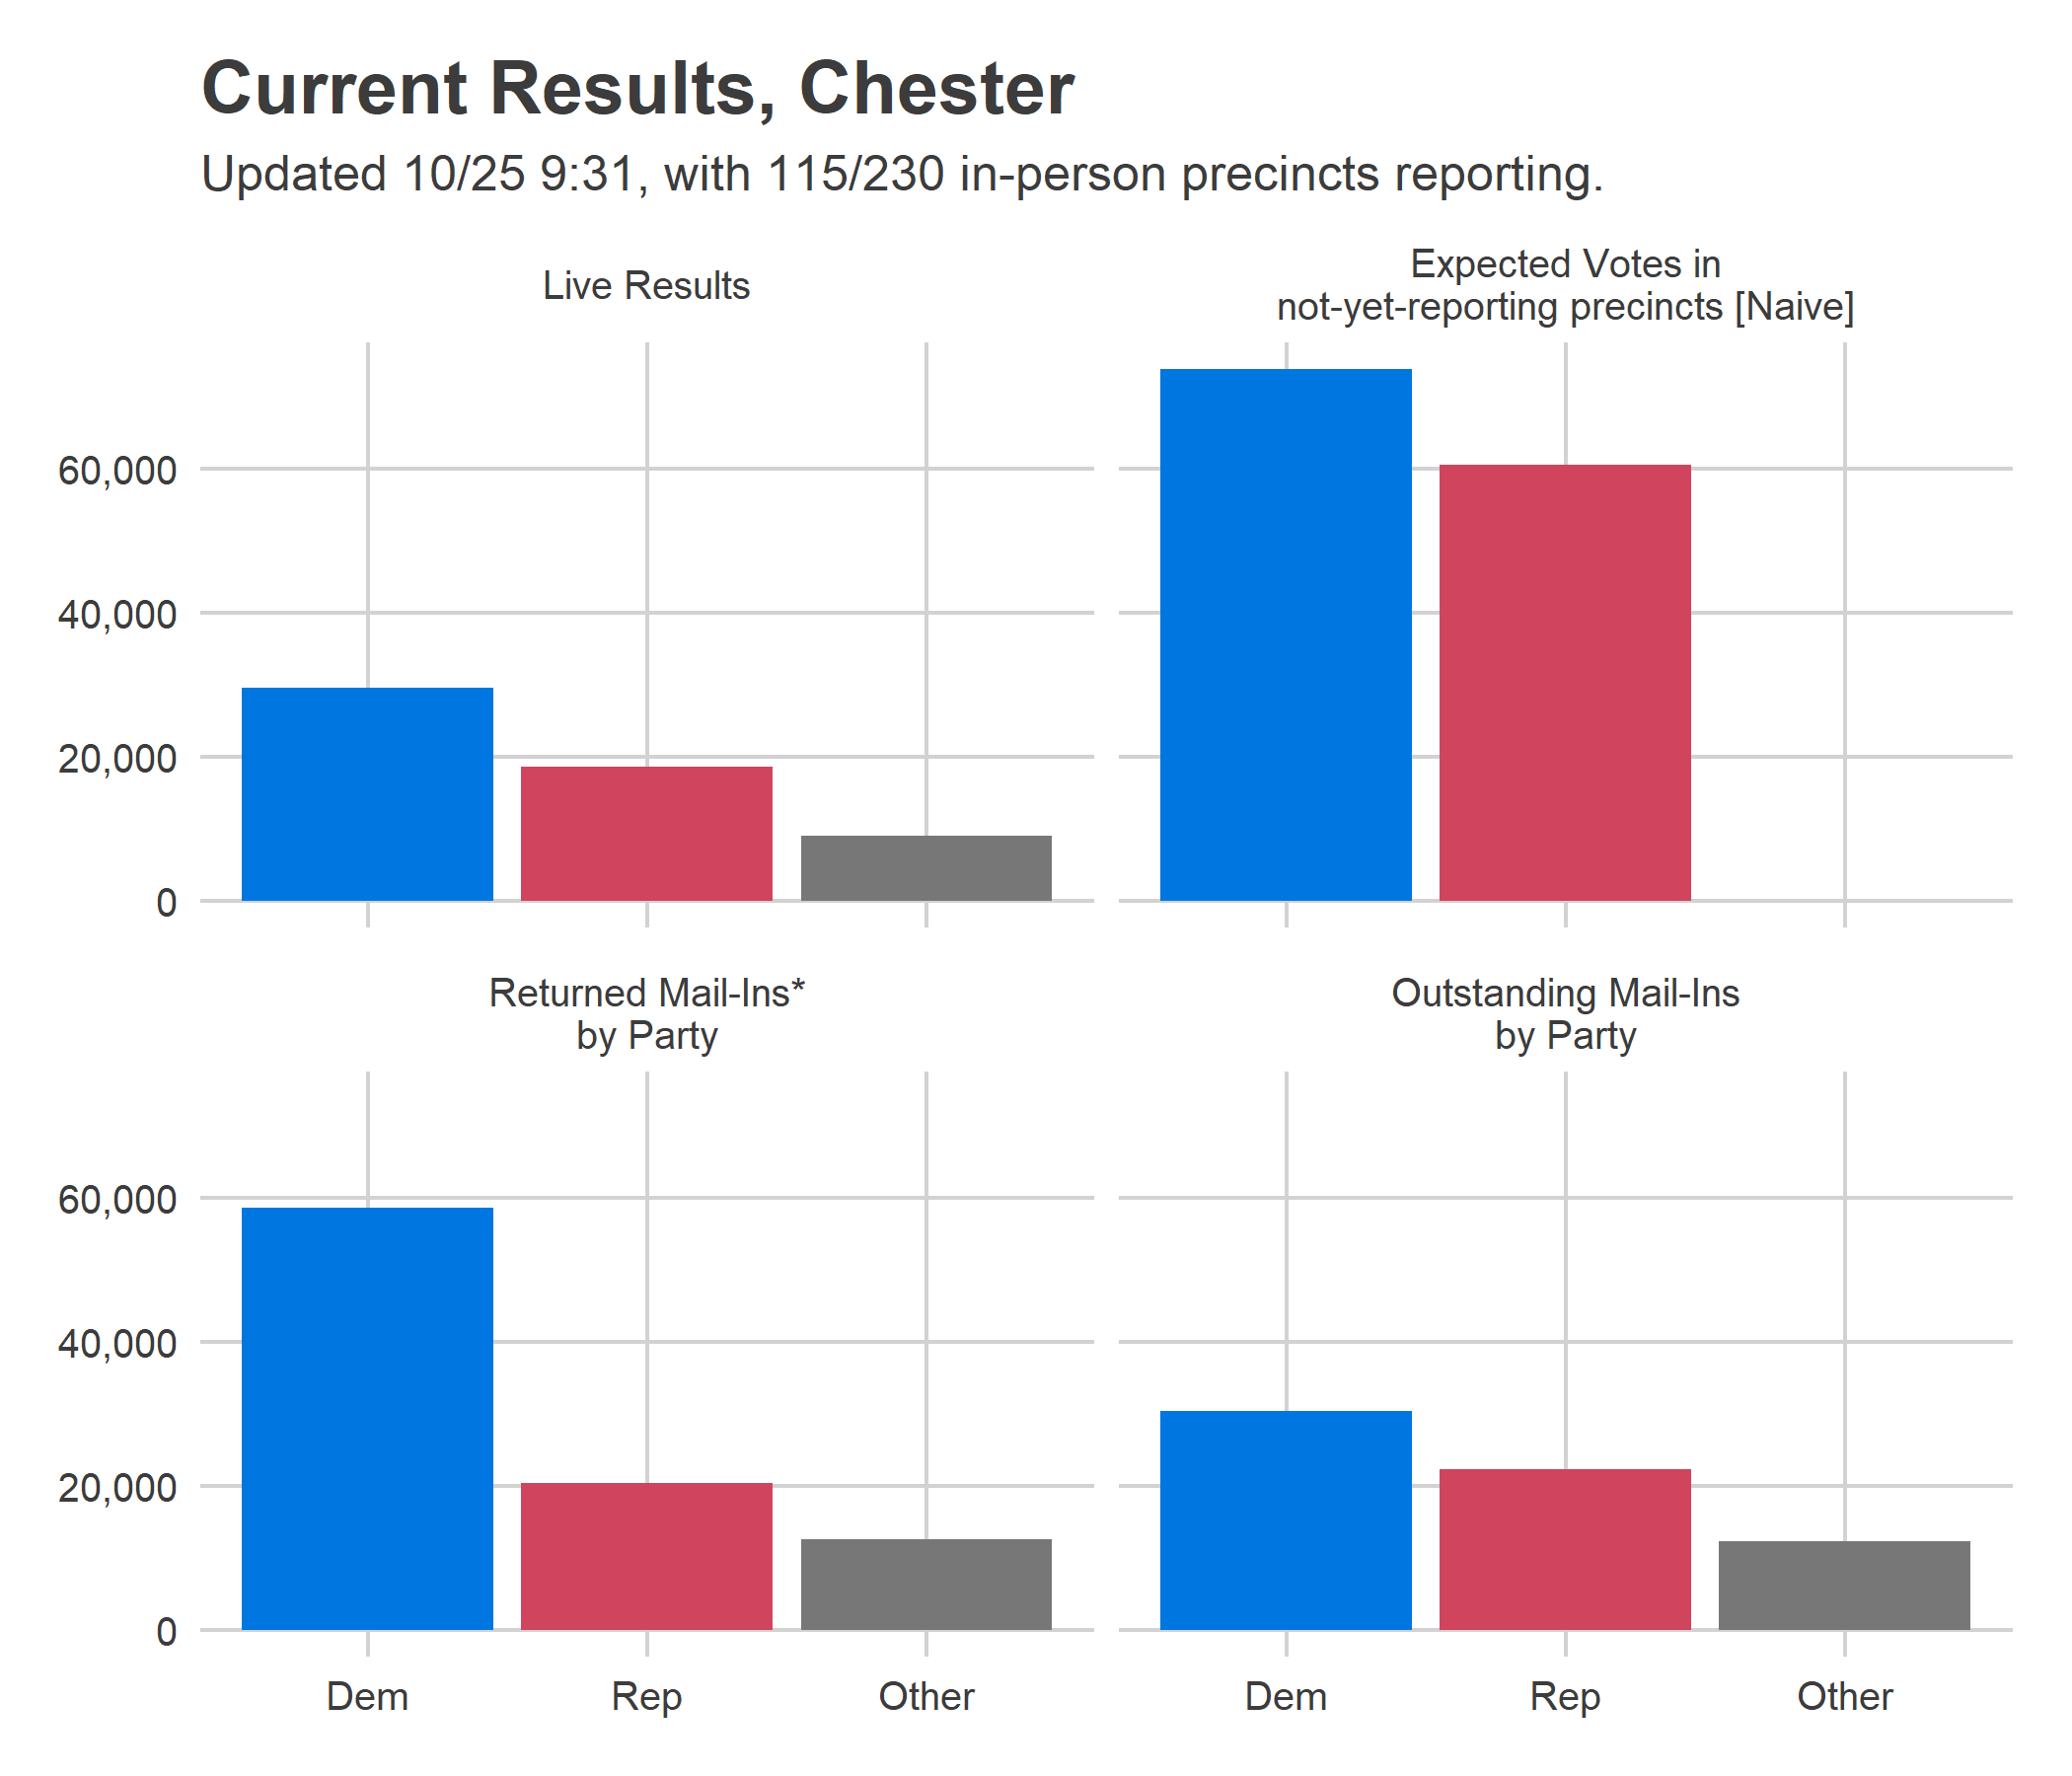 Current Results, Chester
Updated 10/25 9:31, with 115/230 in-person precincts reporting.
Live Results
Expected Votes in
not-yet-reporting precincts [Naive]
60,000
40,000
20,000
0
Returned Mail-Ins*
by Party
Outstanding Mail-Ins
by Party
60,000
40,000
20,000
0
Dem Rep Other Dem Rep Other